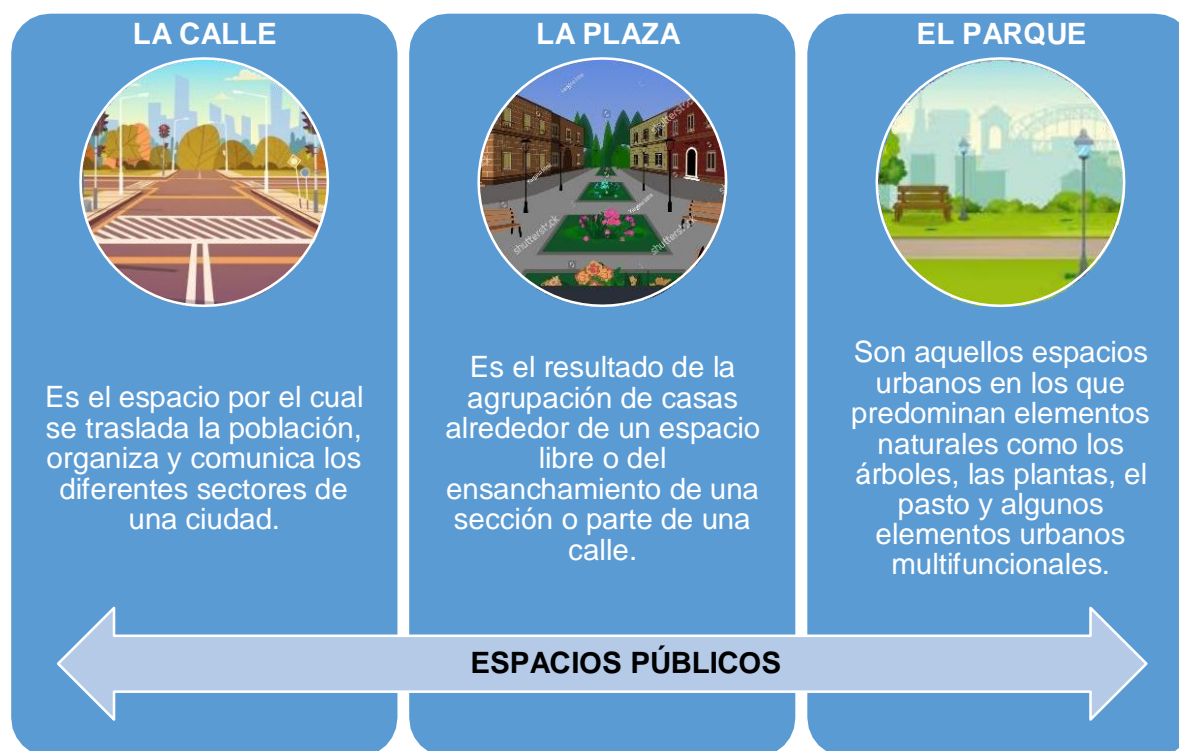 LA CALLE
Es el espacio por el cual
se traslada la población,
organiza y comunica los
diferentes sectores de
una ciudad.
LA PLAZA
shutterstock
shutterstock
Es el resultado de la
agrupación de casas
alrededor de un espacio
libre o del
ensanchamiento de una
sección o parte de una
calle.
EL PARQUE
Son aquellos espacios
urbanos en los que
predominan elementos
naturales como los
árboles, las plantas, el
pasto y algunos
elementos urbanos
multifuncionales.
ESPACIOS PÚBLICOS